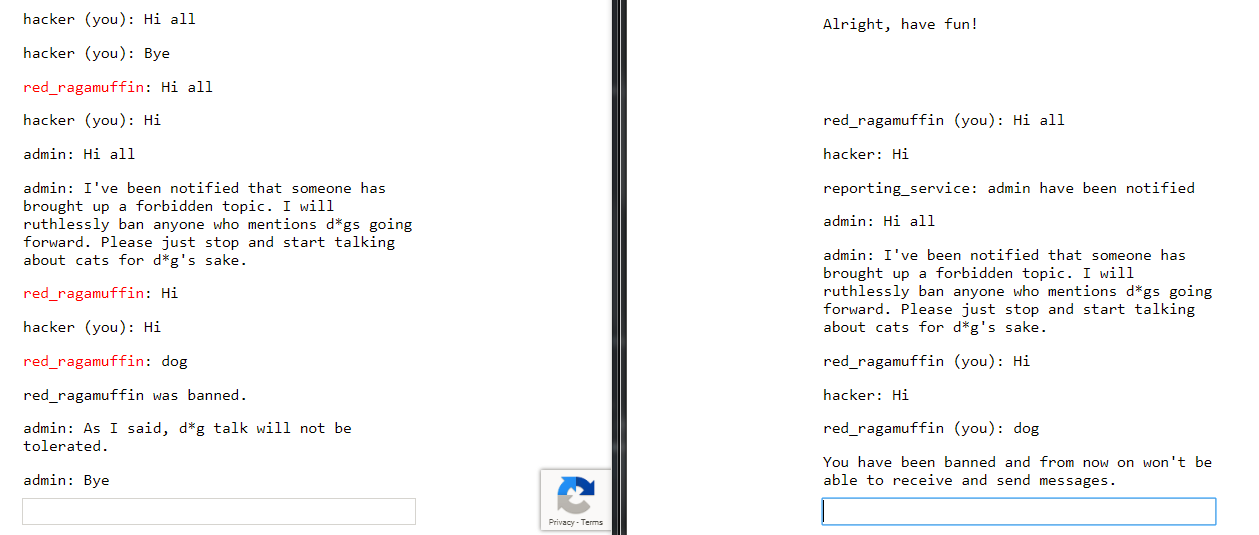 hacker (you): Hi all
hacker (you): Bye
red_ragamuffin: Hi all
hacker (you): Hi
admin: Hi all
admin: I've been notified that someone has
brought up a forbidden topic. I will
ruthlessly ban anyone who mentions d*gs going
forward. Please just stop and start talking
about cats for d*g's sake.
red_ragamuffin: Hi
hacker (you): Hi
red_ragamuffin: dog
red_ragamuffin was banned.
admin: As I said, d*g talk will not be
tolerated.
admin: Bye
Privacy - Terms
Alright, have fun!
red_ragamuffin (you): Hi all
hacker: Hi
reporting_service: admin have been notified
admin: Hi all
admin: I've been notified that someone has
brought up a forbidden topic. I will
ruthlessly ban anyone who mentions d*gs going
forward. Please just stop and start talking
about cats for d*g's sake.
red_ragamuffin (you): Hi
hacker: Hi
red_ragamuffin (you): dog
You have been banned and from now on won't be
able to receive and send messages.